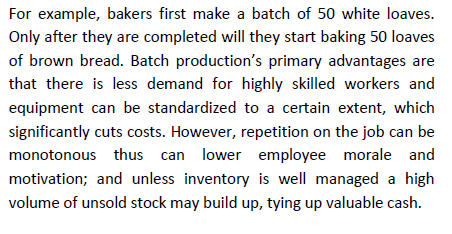 For example, bakers first make a batch of 50 white loaves.
Only after they are completed will they start baking 50 loaves
of brown bread. Batch production’s primary advantages are
that there is less demand for highly skilled workers and
equipment can be standardized to a certain extent, which
significantly cuts costs. However, repetition on the job can be
monotonous thus can lower employee morale and
motivation; and unless inventory is well managed a high
volume of unsold stock may build up, tying up valuable cash.